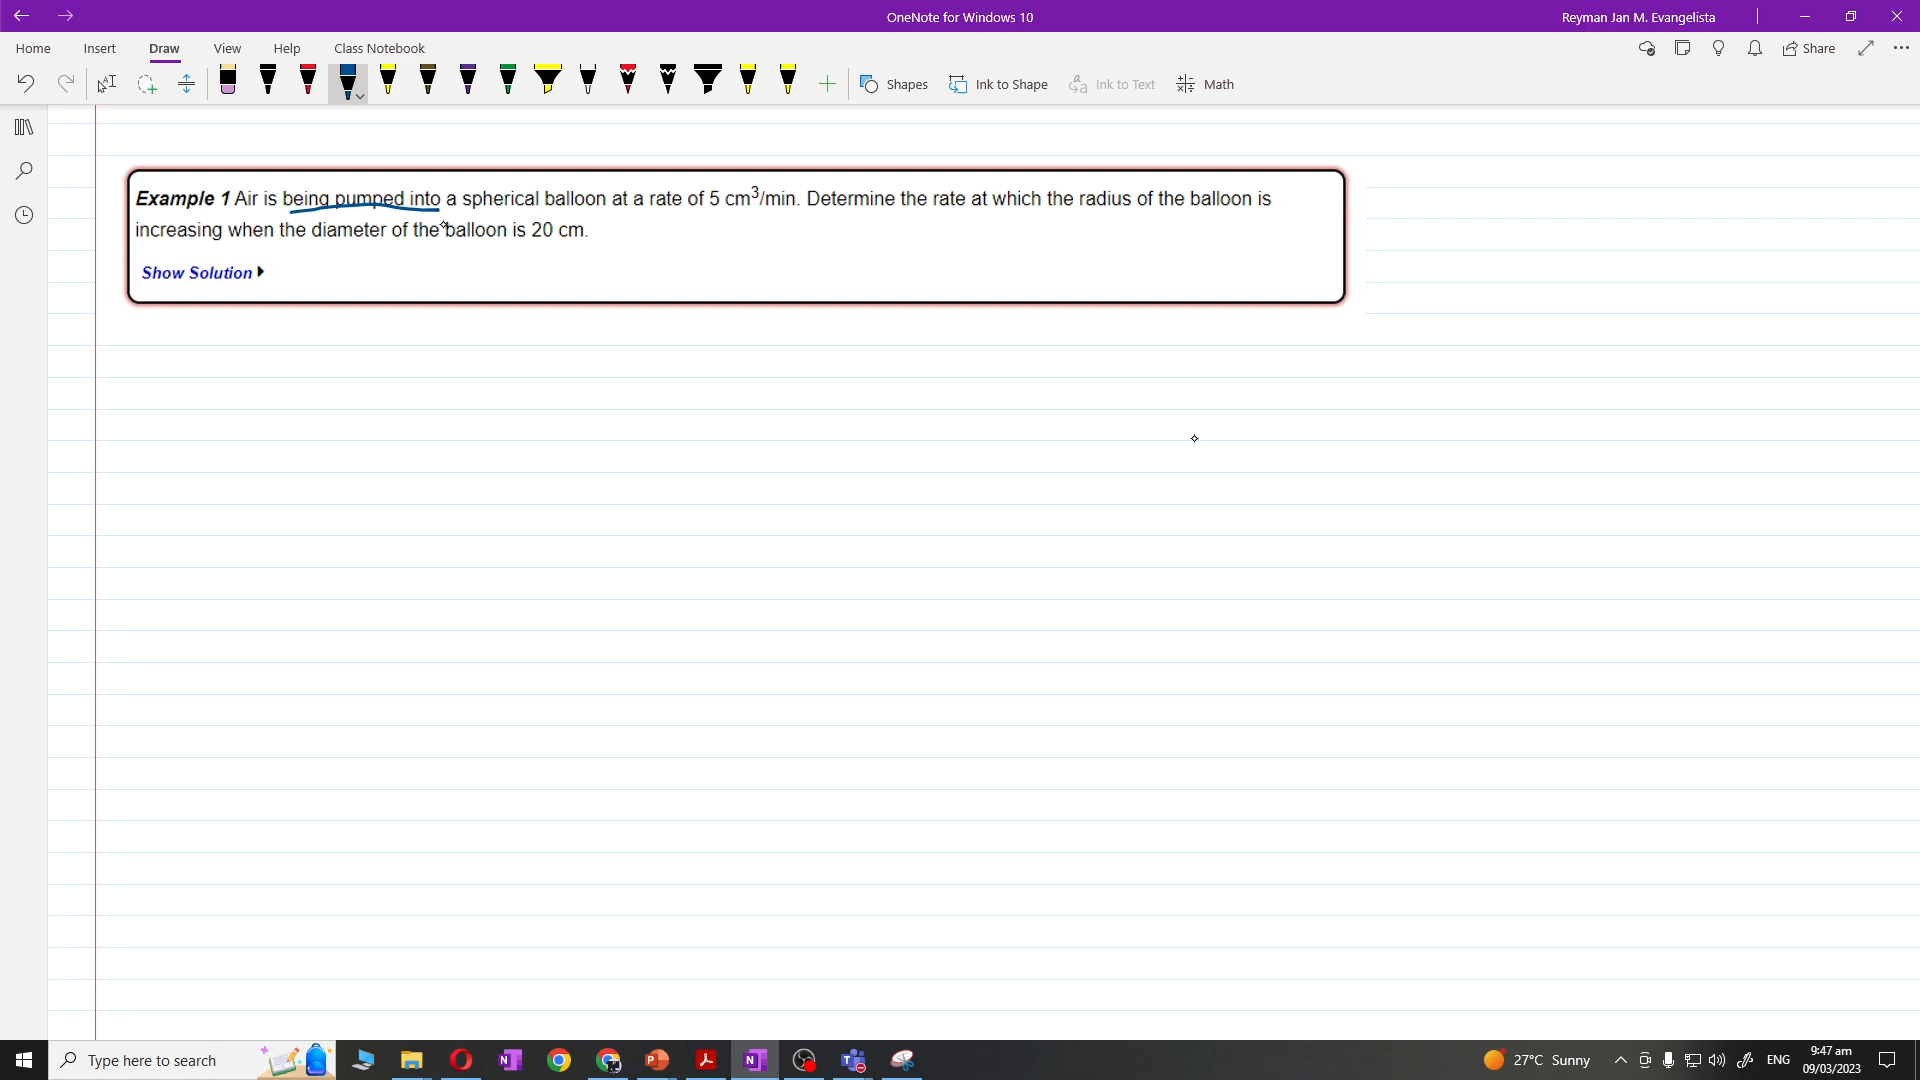 OneNote for Windows 10
Reyman Jan M. Evangelista
Home Insert Draw View Help Class Notebook
Share
Shapes Ink to Shape Ink to Text Math
Example 1 Air is being pumped into a spherical balloon at a rate of 5 cm³/min. Determine the rate at which the radius of the balloon is
increasing when the diameter of the balloon is 20 cm.
Show Solution
Type here to search
27°C Sunny
ENG
9:47 am
09/03/2023